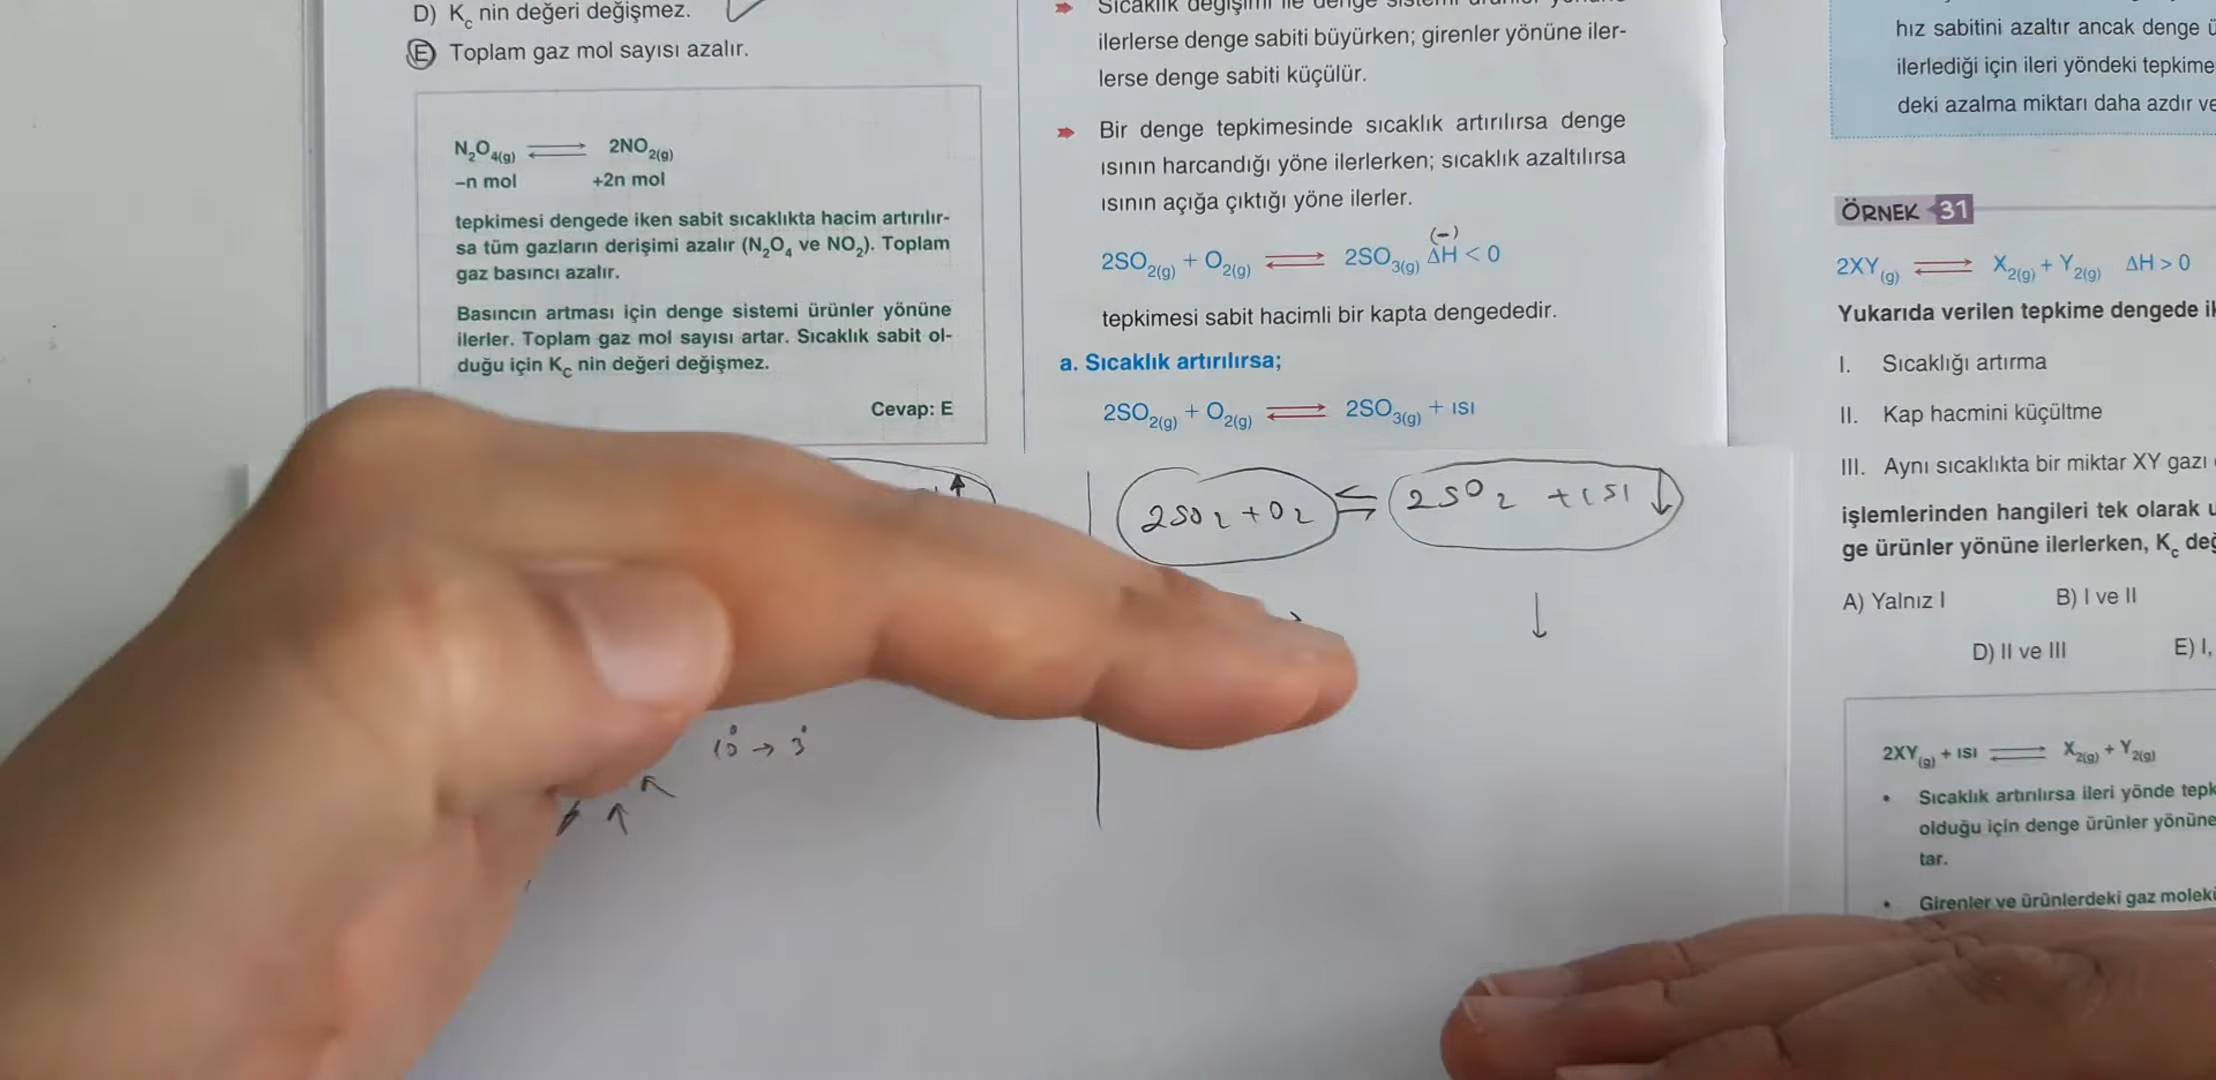 D) Kc nin değeri değişmez.
E) Toplam gaz mol sayısı azalır.
N2O4(g) ⇌ 2NO2(g)
–n mol +2n mol
tepkimesi dengede iken sabit sıcaklıkta hacim artırılır-
sa tüm gazların derişimi azalır (N2O4 ve NO2). Toplam
gaz basıncı azalır.
Basıncın artması için denge sistemi ürünler yönüne
ilerler. Toplam gaz mol sayısı artar. Sıcaklık sabit ol-
duğu için Kc nin değeri değişmez.
Cevap: E
10 → 3
Sıcaklık değişimi ile denge sistemi ürünler
ilerlerse denge sabiti büyürken; girenler yönüne iler-
lerse denge sabiti küçülür.
Bir denge tepkimesinde sıcaklık artırılırsa denge
ısının harcandığı yöne ilerlerken; sıcaklık azaltılırsa
ısının açığa çıktığı yöne ilerler.
(–)
2SO2(g) + O2(g) ⇌ 2SO3(g) ΔH < 0
tepkimesi sabit hacimli bir kapta dengededir.
a. Sıcaklık artırılırsa;
2SO2(g) + O2(g) ⇌ 2SO3(g) + ısı
2SO2 + O2 ⇌ 2SO2 + ısı ↓
↓
hız sabitini azaltır ancak denge
ilerlediği için ileri yöndeki tepkime
deki azalma miktarı daha azdır
ÖRNEK 31
2XY(g) ⇌ X2(g) + Y2(g) ΔH > 0
Yukarıda verilen tepkime dengede
I. Sıcaklığı artırma
II. Kap hacmini küçültme
III. Aynı sıcaklıkta bir miktar XY gazı
işlemlerinden hangileri tek olarak
ge ürünler yönüne ilerlerken, Kc
A) Yalnız I B) I ve II
D) II ve III E) I,
2XY(g) + ısı ⇌ X2(g) + Y2(g)
• Sıcaklık artırılırsa ileri yönde
olduğu için denge ürünler yönüne
tar.
• Girenler ve ürünlerdeki gaz